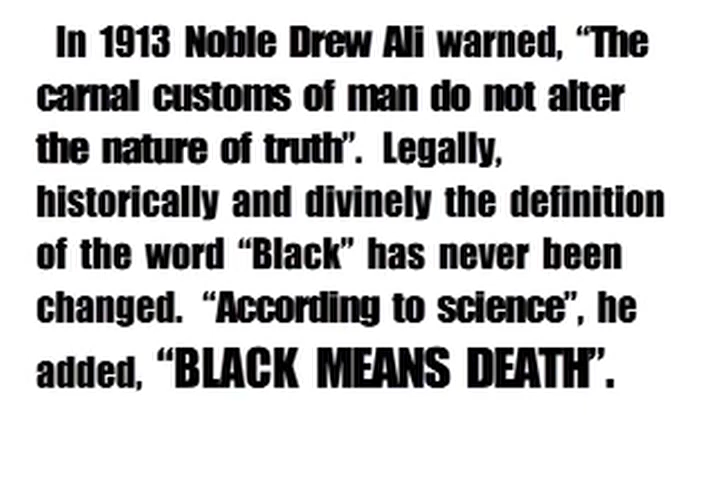 In 1913 Noble Drew Ali warned, “The
carnal customs of man do not alter
the nature of truth”. Legally,
historically and divinely the definition
of the word “Black” has never been
changed. “According to science”, he
added, “BLACK MEANS DEATH”.